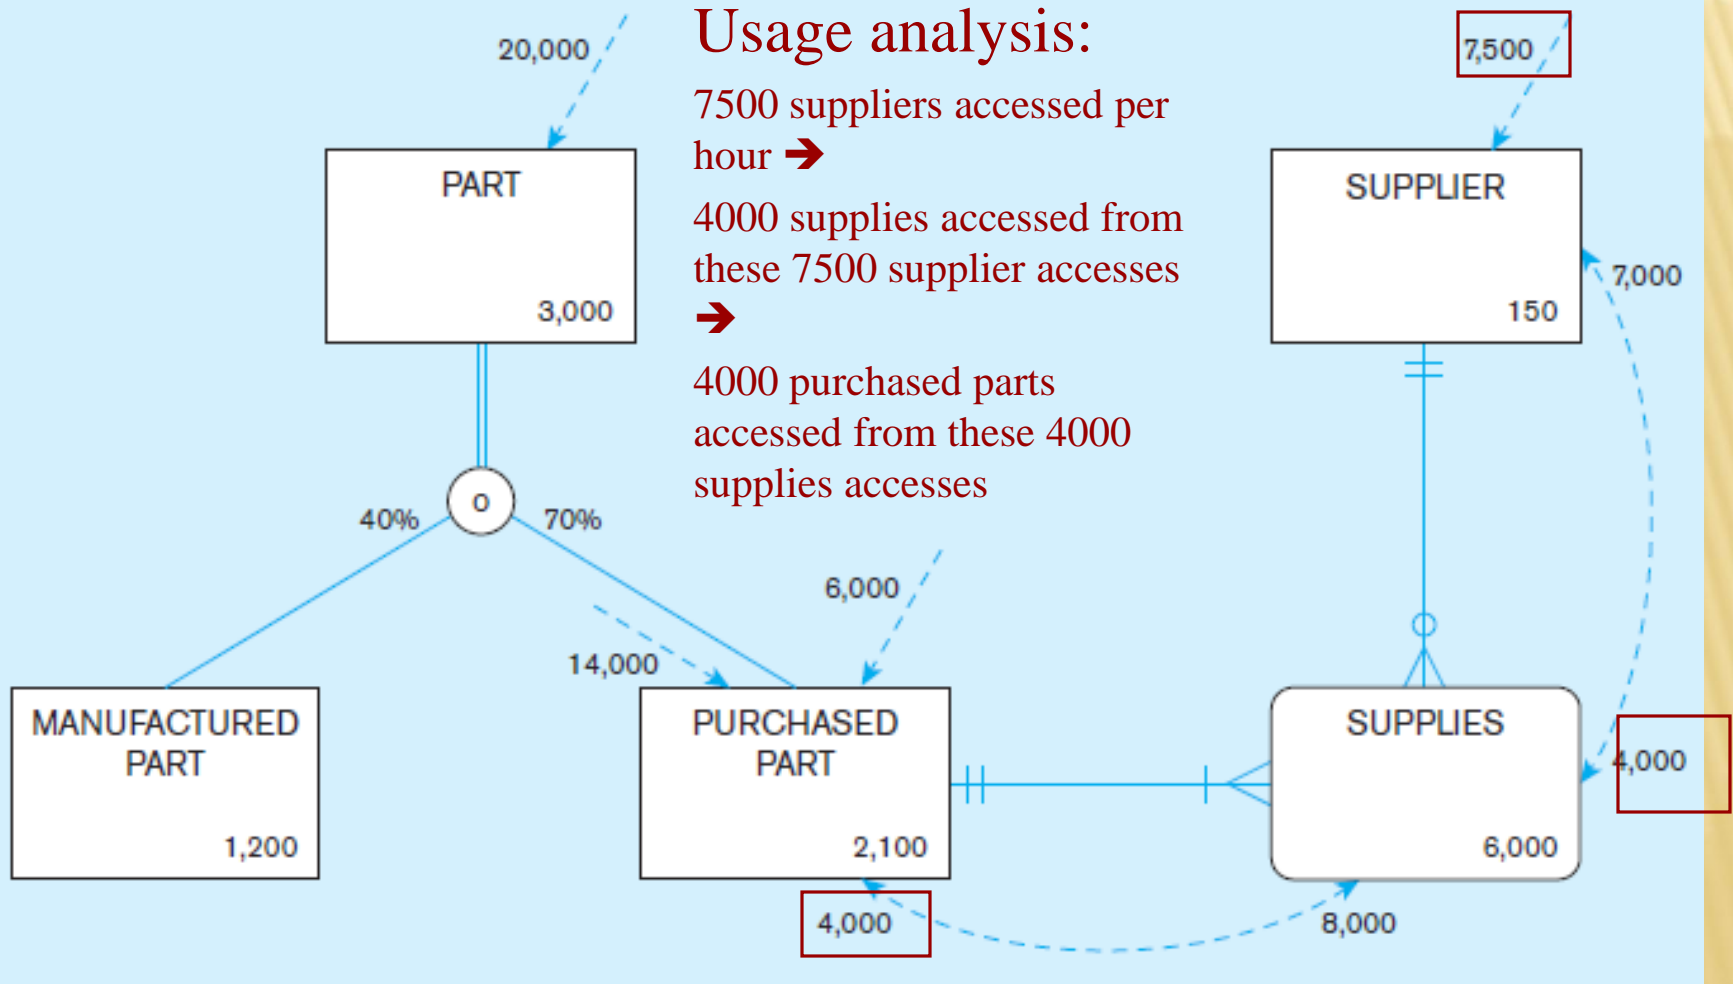 Usage analysis:
7500 suppliers accessed per
hour ➔
4000 supplies accessed from
these 7500 supplier accesses
➔
4000 purchased parts
accessed from these 4000
supplies accesses
20,000
PART
3,000
7,500
SUPPLIER
150
7,000
40%
o
70%
6,000
14,000
MANUFACTURED
PART
1,200
PURCHASED
PART
2,100
SUPPLIES
6,000
4,000
4,000
8,000